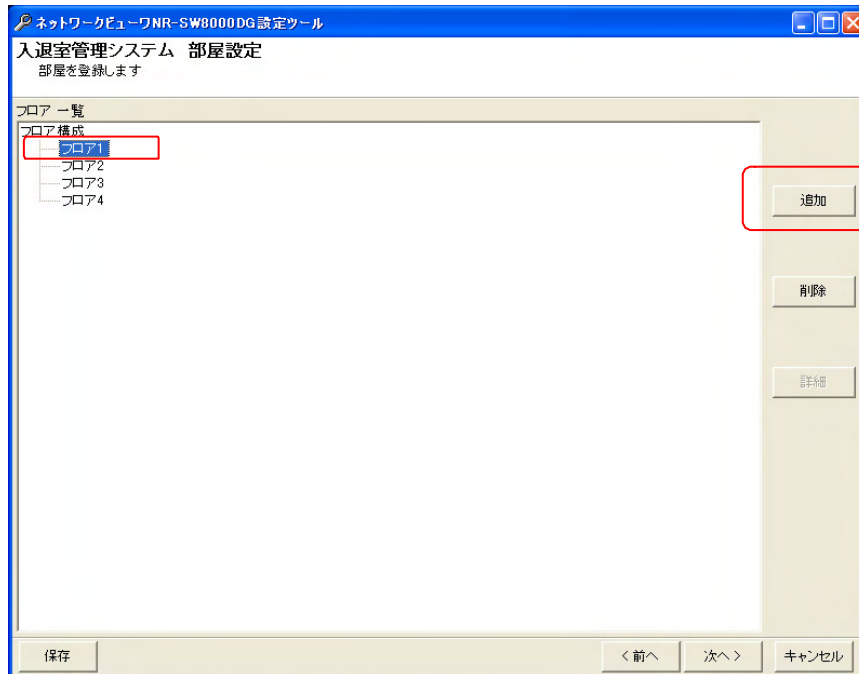 ネットワークビューワNR-SW8000DG設定ツール
入退室管理システム 部屋設定
部屋を登録します
フロア 一覧
フロア構成
フロア1
フロア2
フロア3
フロア4
追加
削除
詳細
保存
< 前へ
次へ >
キャンセル